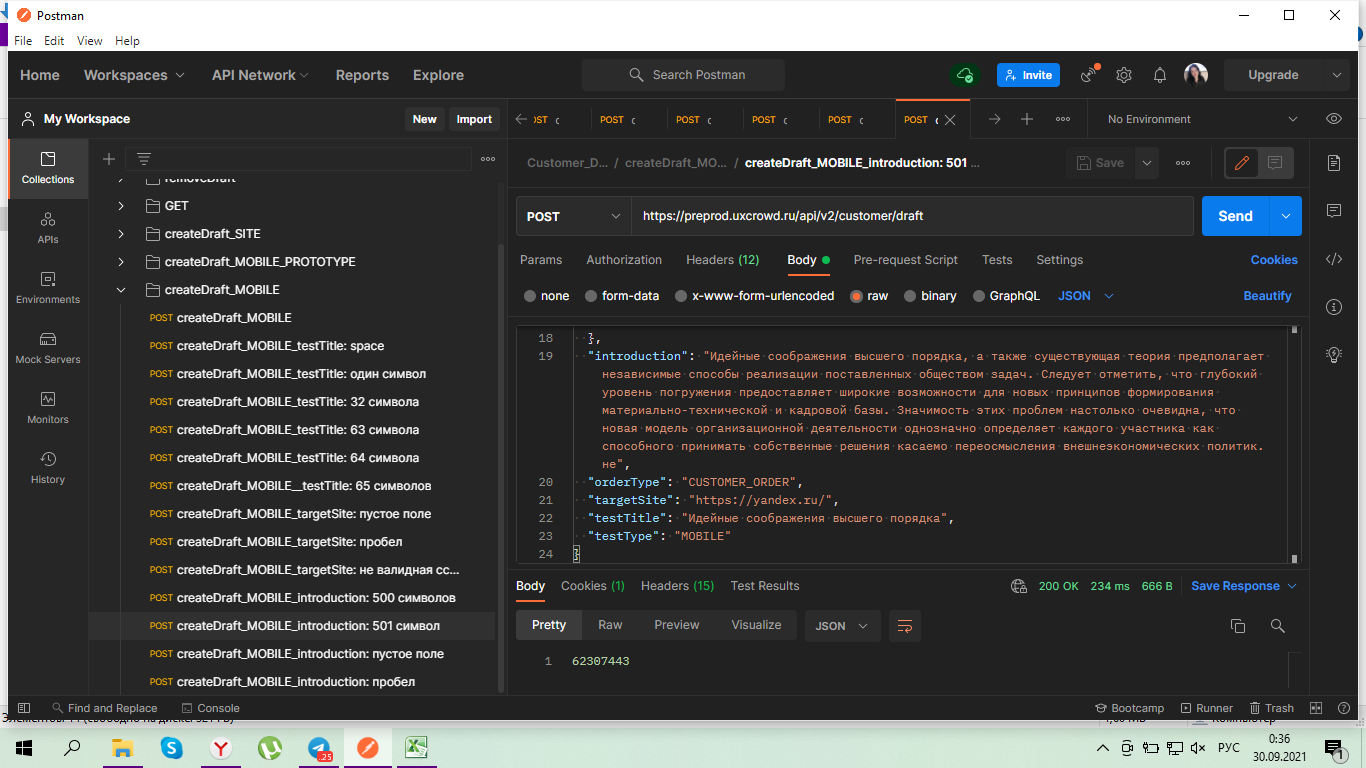 Postman
File Edit View Help
Home Workspaces API Network Reports Explore Search Postman Invite Upgrade
My Workspace New Import
POST POST POST POST POST No Environment
Collections
APIs
Environments
Mock Servers
Monitors
History
removeDraft
GET
createDraft_SITE
createDraft_MOBILE_PROTOTYPE
createDraft_MOBILE
POST createDraft_MOBILE
POST createDraft_MOBILE_testTitle: space
POST createDraft_MOBILE_testTitle: один символ
POST createDraft_MOBILE_testTitle: 32 символа
POST createDraft_MOBILE_testTitle: 63 символа
POST createDraft_MOBILE_testTitle: 64 символа
POST createDraft_MOBILE__testTitle: 65 символов
POST createDraft_MOBILE_targetSite: пустое поле
POST createDraft_MOBILE_targetSite: пробел
POST createDraft_MOBILE_targetSite: не валидная сс...
POST createDraft_MOBILE_introduction: 500 символов
POST createDraft_MOBILE_introduction: 501 символ
POST createDraft_MOBILE_introduction: пустое поле
POST createDraft_MOBILE_introduction: пробел
Customer_D... / createDraft_MO... / createDraft_MOBILE_introduction: 501 ... Save
POST https://preprod.uxcrowd.ru/api/v2/customer/draft Send
Params Authorization Headers (12) Body Pre-request Script Tests Settings Cookies
none form-data x-www-form-urlencoded raw binary GraphQL JSON Beautify
18 },
19 "introduction": "Идейные соображения высшего порядка, а также существующая теория предполагает
независимые способы реализации поставленных обществом задач. Следует отметить, что глубокий
уровень погружения предоставляет широкие возможности для новых принципов формирования
материально-технической и кадровой базы. Значимость этих проблем настолько очевидна, что
новая модель организационной деятельности однозначно определяет каждого участника как
способного принимать собственные решения касаемо переосмысления внешнеэкономических политик.
не",
20 "orderType": "CUSTOMER_ORDER",
21 "targetSite": "https://yandex.ru/",
22 "testTitle": "Идейные соображения высшего порядка",
23 "testType": "MOBILE"
24 }
Body Cookies (1) Headers (15) Test Results 200 OK 234 ms 666 B Save Response
Pretty Raw Preview Visualize JSON
1 62307443
Find and Replace Console Bootcamp Runner Trash
25 РУС 0:36
30.09.2021 1